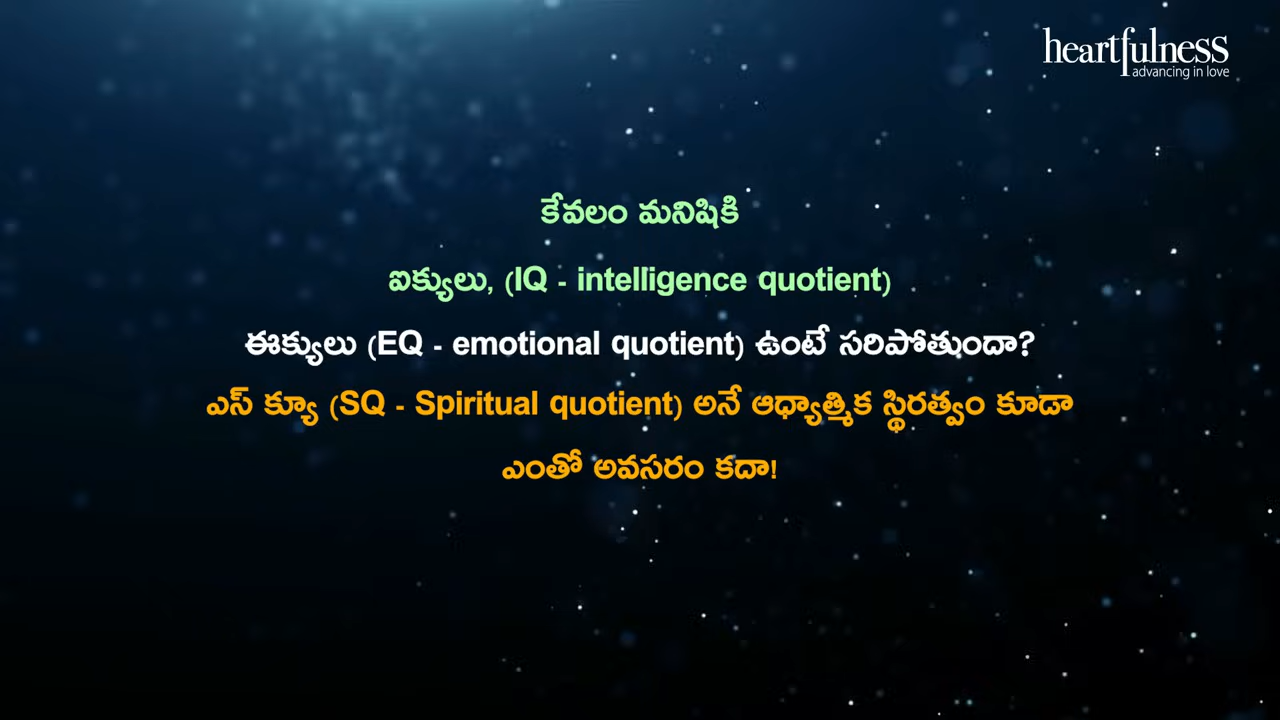 heartfulness
advancing in love
కేవలం మనిషికి
ఐక్యులు, (IQ - intelligence quotient)
ఈక్యులు (EQ - emotional quotient) ఉంటే సరిపోతుందా?
ఎస్ క్యూ (SQ - Spiritual quotient) అనే ఆధ్యాత్మిక స్థిరత్వం కూడా
ఎంతో అవసరం కదా!